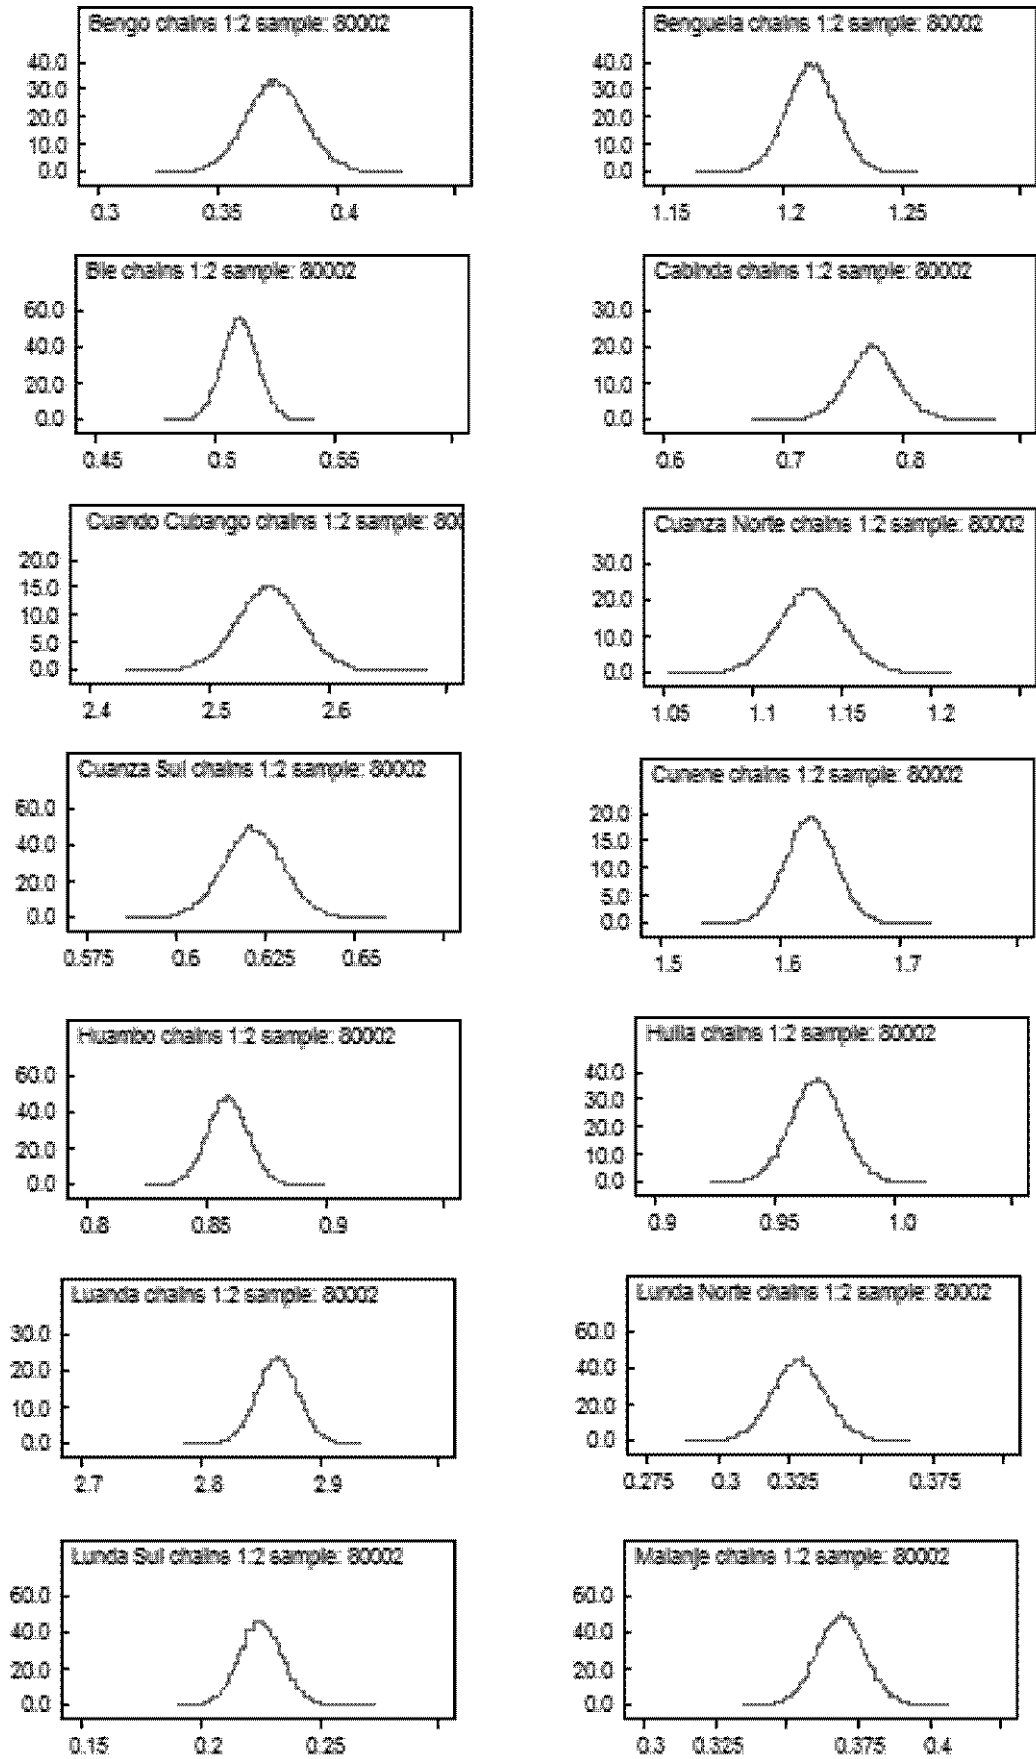 Bengo chains 1:2 sample: 80002
40.0
30.0
20.0
10.0
0.0
0.3 0.35 0.4
Benguela chains 1:2 sample: 80002
40.0
30.0
20.0
10.0
0.0
1.15 1.2 1.25
Bie chains 1:2 sample: 80002
60.0
40.0
20.0
0.0
0.45 0.5 0.55
Cabinda chains 1:2 sample: 80002
30.0
20.0
10.0
0.0
0.6 0.7 0.8
Cuando Cubango chains 1:2 sample: 800
20.0
15.0
10.0
5.0
0.0
2.4 2.5 2.6
Cuanza Norte chains 1:2 sample: 80002
30.0
20.0
10.0
0.0
1.05 1.1 1.15 1.2
Cuanza Sul chains 1:2 sample: 80002
60.0
40.0
20.0
0.0
0.575 0.6 0.625 0.65
Cunene chains 1:2 sample: 80002
20.0
15.0
10.0
5.0
0.0
1.5 1.6 1.7
Huambo chains 1:2 sample: 80002
60.0
40.0
20.0
0.0
0.8 0.85 0.9
Huila chains 1:2 sample: 80002
40.0
30.0
20.0
10.0
0.0
0.9 0.95 1.0
Luanda chains 1:2 sample: 80002
30.0
20.0
10.0
0.0
2.7 2.8 2.9
Lunda Norte chains 1:2 sample: 80002
60.0
40.0
20.0
0.0
0.275 0.3 0.325 0.375
Lunda Sul chains 1:2 sample: 80002
60.0
40.0
20.0
0.0
0.15 0.2 0.25
Malanje chains 1:2 sample: 80002
60.0
40.0
20.0
0.0
0.3 0.325 0.375 0.4